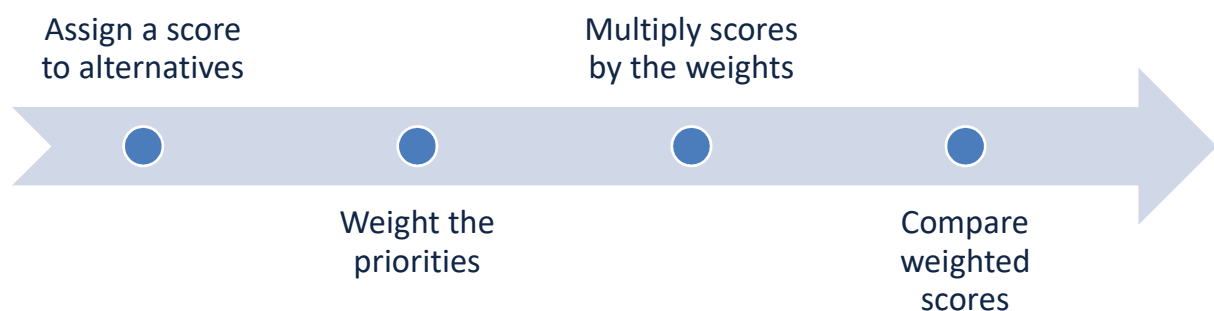 Assign a score
to alternatives
Weight the
priorities
Multiply scores
by the weights
Compare
weighted
scores